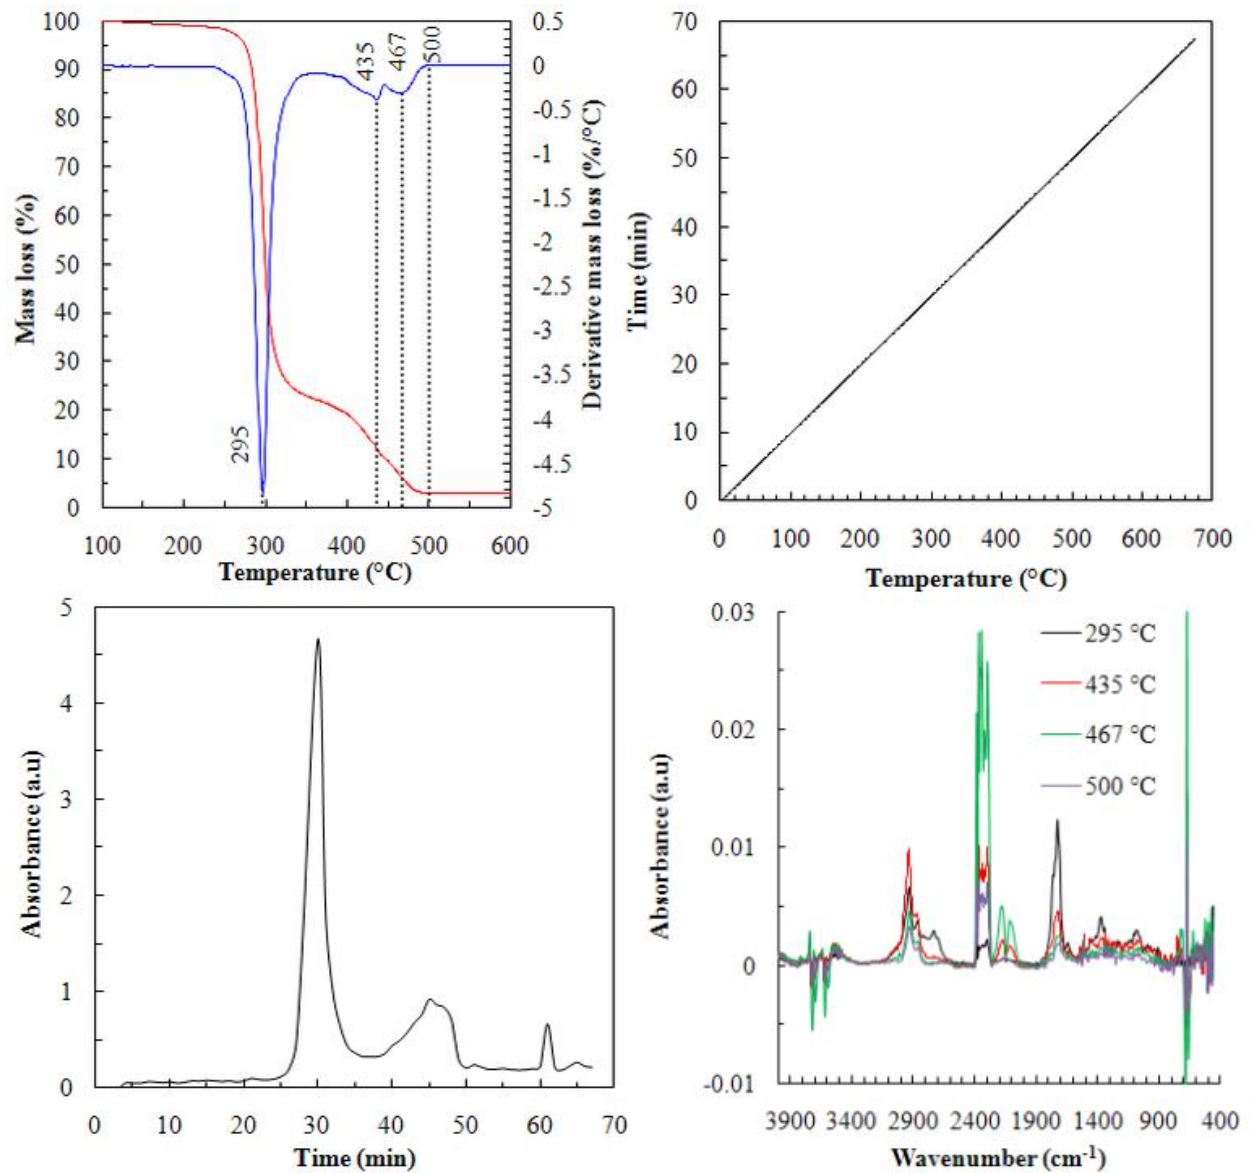 100
90
80
70
60
50
40
30
20
10
0
Mass loss (%)
0.5
0
-0.5
-1
-1.5
-2
-2.5
-3
-3.5
-4
-4.5
-5
Derivative mass loss (%/°C)
295
435
467
500
100 200 300 400 500 600
Temperature (°C)
70
60
50
40
30
20
10
0
Time (min)
0 100 200 300 400 500 600 700
Temperature (°C)
5
4
3
2
1
0
Absorbance (a.u)
0 10 20 30 40 50 60 70
Time (min)
0.03
0.02
0.01
0
-0.01
Absorbance (a.u)
295 °C
435 °C
467 °C
500 °C
3900 3400 2900 2400 1900 1400 900 400
Wavenumber (cm-1)